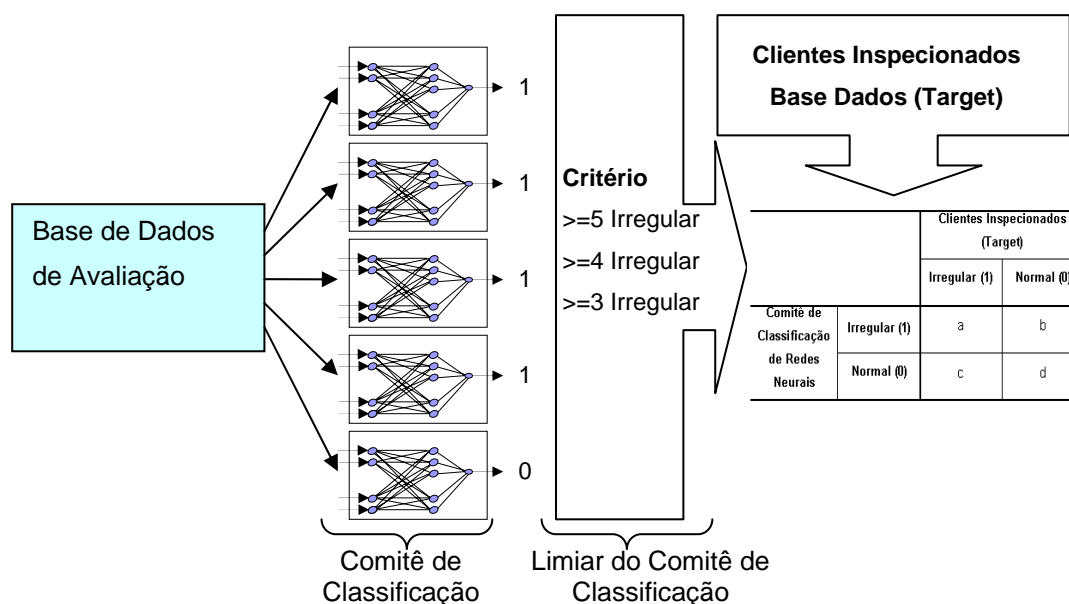 Base de Dados
de Avaliação
1
1
1
1
0
Comitê de
Classificação
Critério
>=5 Irregular
>=4 Irregular
>=3 Irregular
Limiar do Comitê de
Classificação
Clientes Inspecionados
Base Dados (Target)
Clientes Inspecionados
(Target)
Irregular (1) Normal (0)
Comitê de
Classificação
de Redes
Neurais
Irregular (1) a b
Normal (0) c d